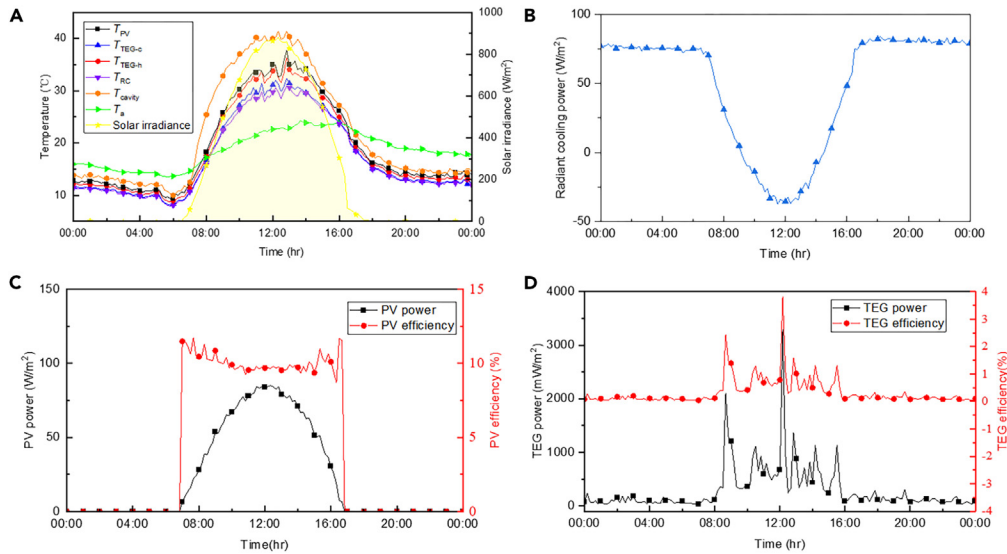 A
Temperature (°C)
40
30
20
10
T_PV
T_TEG-c
T_TEG-h
T_RC
T_cavity
T_a
Solar irradiance
1000
800
600
400
200
0
Solar irradiance (W/m²)
00:00 04:00 08:00 12:00 16:00 20:00 00:00
Time (hr)
B
Radiant cooling power (W/m²)
100
50
0
-50
00:00 04:00 08:00 12:00 16:00 20:00 00:00
Time (hr)
C
PV power (W/m²)
150
100
50
0
PV power
PV efficiency
15
10
5
0
PV efficiency (%)
00:00 04:00 08:00 12:00 16:00 20:00 00:00
Time(hr)
D
TEG power (mW/m²)
4000
3000
2000
1000
0
TEG power
TEG efficiency
4
3
2
1
0
-1
-2
-3
-4
TEG efficiency(%)
00:00 04:00 08:00 12:00 16:00 20:00 00:00
Time (hr)